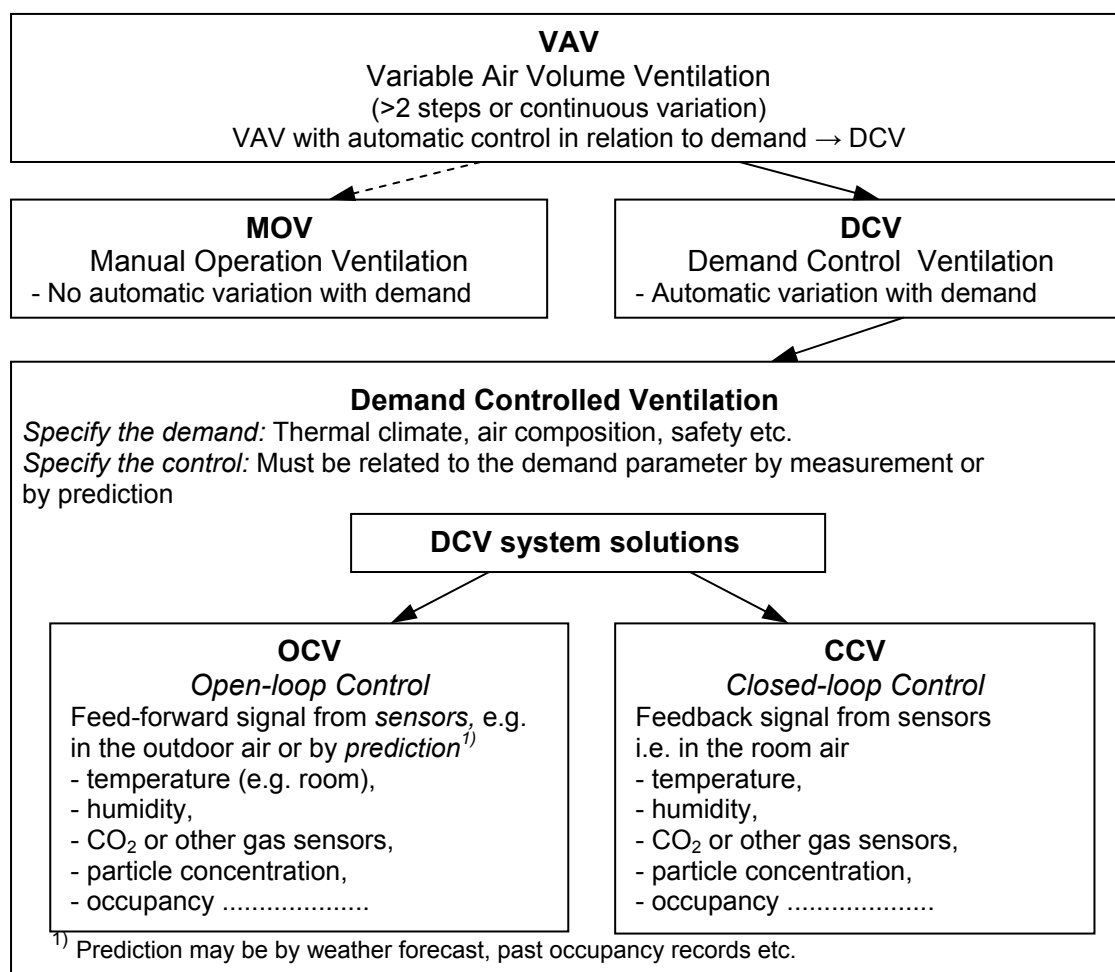 VAV
Variable Air Volume Ventilation
(>2 steps or continuous variation)
VAV with automatic control in relation to demand → DCV
MOV
Manual Operation Ventilation
- No automatic variation with demand
DCV
Demand Control Ventilation
- Automatic variation with demand
Demand Controlled Ventilation
Specify the demand: Thermal climate, air composition, safety etc.
Specify the control: Must be related to the demand parameter by measurement or
by prediction
DCV system solutions
OCV
Open-loop Control
Feed-forward signal from sensors, e.g.
in the outdoor air or by prediction¹⁾
- temperature (e.g. room),
- humidity,
- CO₂ or other gas sensors,
- particle concentration,
- occupancy ....................
CCV
Closed-loop Control
Feedback signal from sensors
i.e. in the room air
- temperature,
- humidity,
- CO₂ or other gas sensors,
- particle concentration,
- occupancy ....................
¹⁾ Prediction may be by weather forecast, past occupancy records etc.